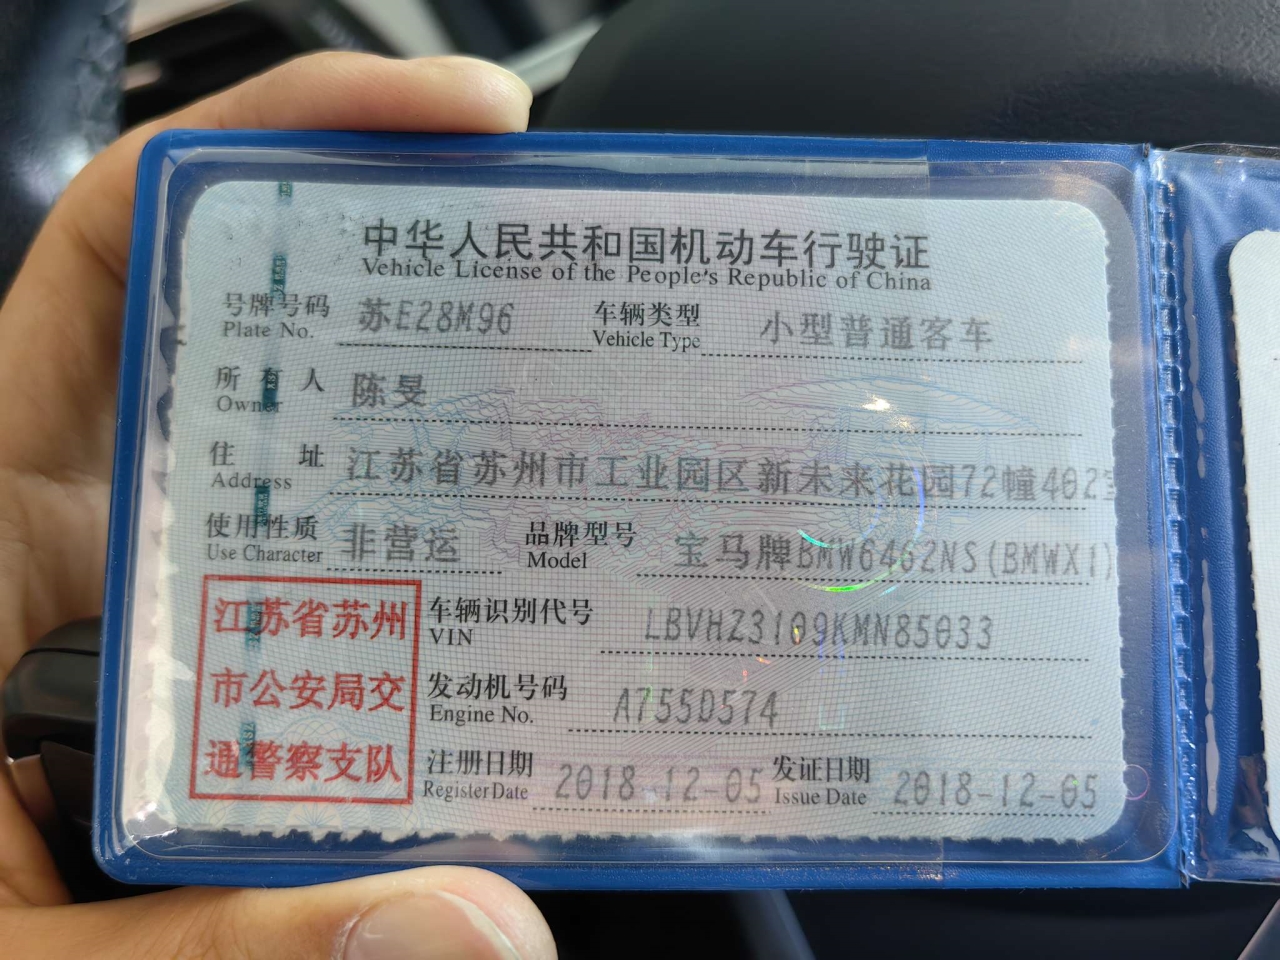 中华人民共和国机动车行驶证
Vehicle License of the People's Republic of China
号牌号码 苏E28M96 车辆类型 小型普通客车
Plate No. Vehicle Type
所有人 陈旻
Owner
住址 江苏省苏州市工业园区新未来花园72幢402室
Address
使用性质 非营运 品牌型号 宝马牌BMW6462NS(BMWX1)
Use Character Model
江苏省苏州
市公安局交
通警察支队
车辆识别代号 LBVHZ3109KMN85033
VIN
发动机号码 A755D574
Engine No.
注册日期 2018-12-05 发证日期 2018-12-05
Register Date Issue Date